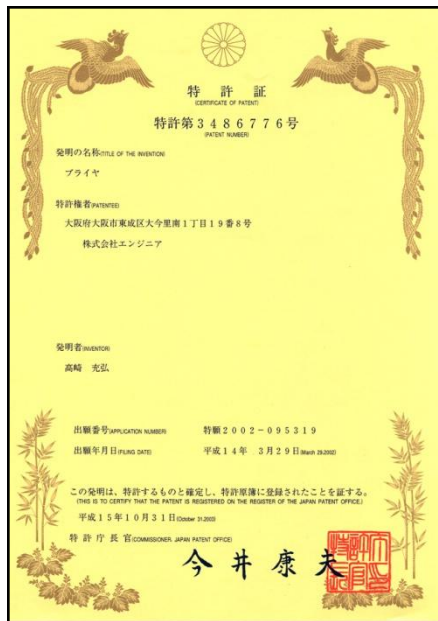 特許証
(CERTIFICATE OF PATENT)
特許第3486776号
(PATENT NUMBER)
発明の名称(TITLE OF THE INVENTION)
プライヤ
特許権者(PATENTEE)
大阪府大阪市東成区大今里南1丁目19番8号
株式会社エンジニア
発明者(INVENTOR)
高崎 充弘
出願番号(APPLICATION NUMBER) 特願2002-095319
出願年月日(FILING DATE) 平成14年 3月29日(March 29,2002)
この発明は、特許するものと確定し、特許原簿に登録されたことを証する。
(THIS IS TO CERTIFY THAT THE PATENT IS REGISTERED ON THE REGISTER OF THE JAPAN PATENT OFFICE.)
平成15年10月31日(October 31,2003)
特許庁長官(COMMISSIONER, JAPAN PATENT OFFICE)
今井康夫